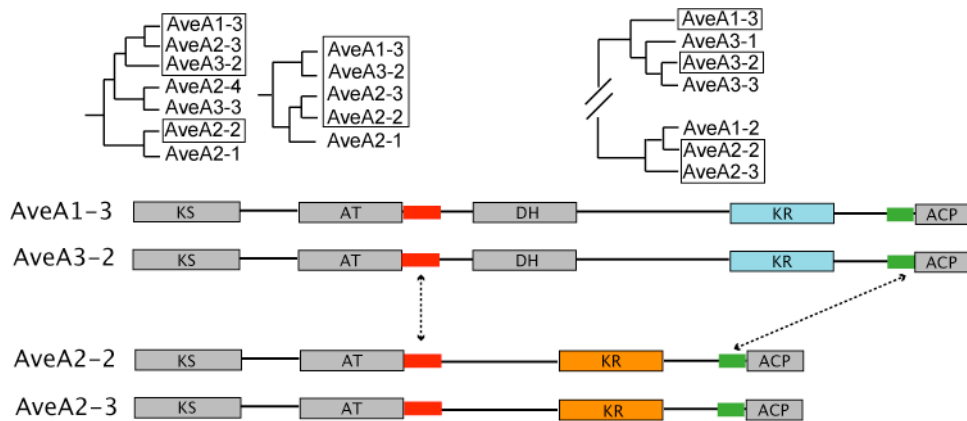 AveA1-3
AveA2-3
AveA3-2
AveA2-4
AveA3-3
AveA2-2
AveA2-1
AveA1-3
AveA3-2
AveA2-3
AveA2-2
AveA2-1
AveA1-3
AveA3-1
AveA3-2
AveA3-3
AveA1-2
AveA2-2
AveA2-3
AveA1-3 KS AT DH KR ACP
AveA3-2 KS AT DH KR ACP
AveA2-2 KS AT KR ACP
AveA2-3 KS AT KR ACP